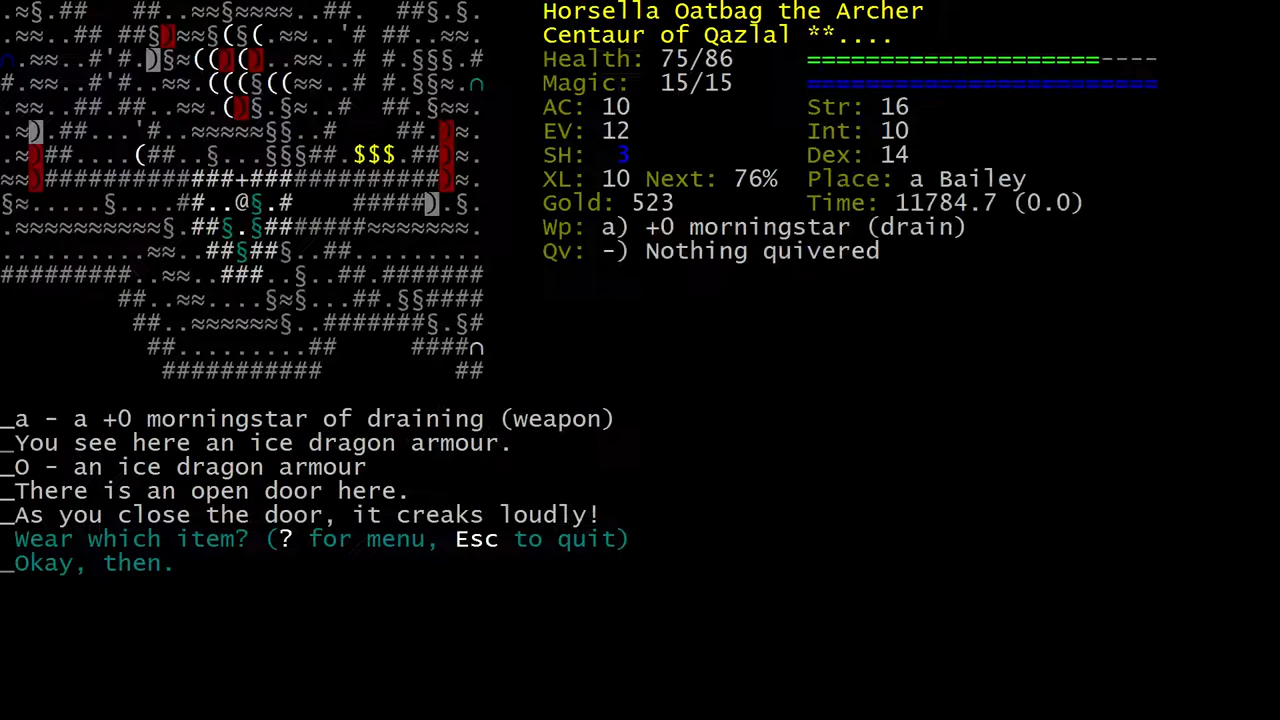 Horsella Oatbag the Archer
Centaur of Qazlal **....
Health: 75/86 ====================----
Magic: 15/15 ========================
AC: 10 Str: 16
EV: 12 Int: 10
SH: 3 Dex: 14
XL: 10 Next: 76% Place: a Bailey
Gold: 523 Time: 11784.7 (0.0)
Wp: a) +0 morningstar (drain)
Qv: -) Nothing quivered
_a - a +0 morningstar of draining (weapon)
_You see here an ice dragon armour.
_O - an ice dragon armour
_There is an open door here.
_As you close the door, it creaks loudly!
Wear which item? (? for menu, Esc to quit)
_Okay, then.